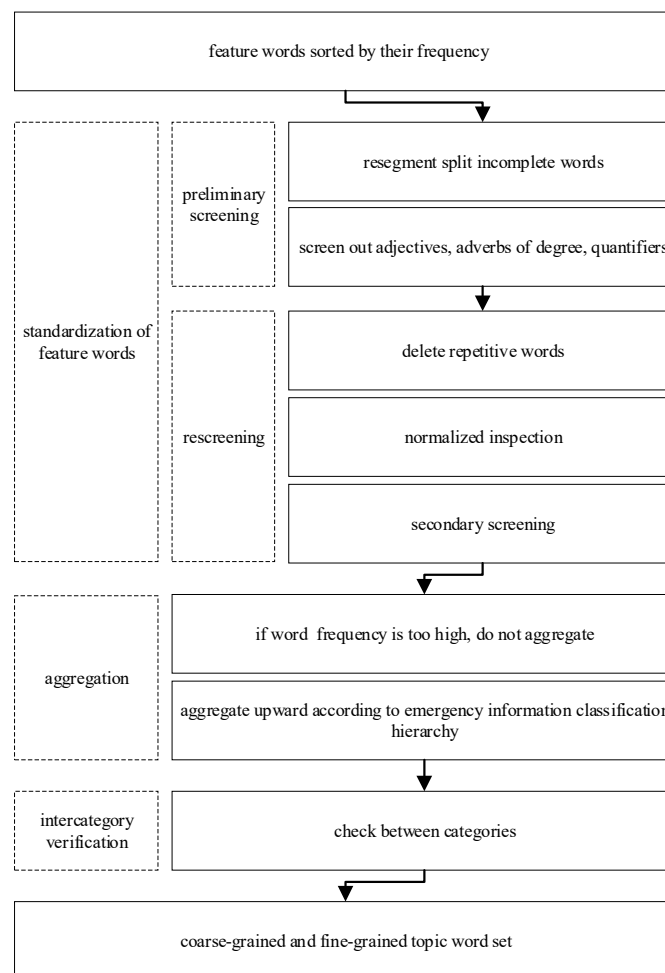 feature words sorted by their frequency
resegment split incomplete words
preliminary
screening
screen out adjectives, adverbs of degree, quantifiers
standardization of
feature words
delete repetitive words
rescreening
normalized inspection
secondary screening
if word frequency is too high, do not aggregate
aggregation
aggregate upward according to emergency information classification
hierarchy
intercategory
verification
check between categories
coarse-grained and fine-grained topic word set